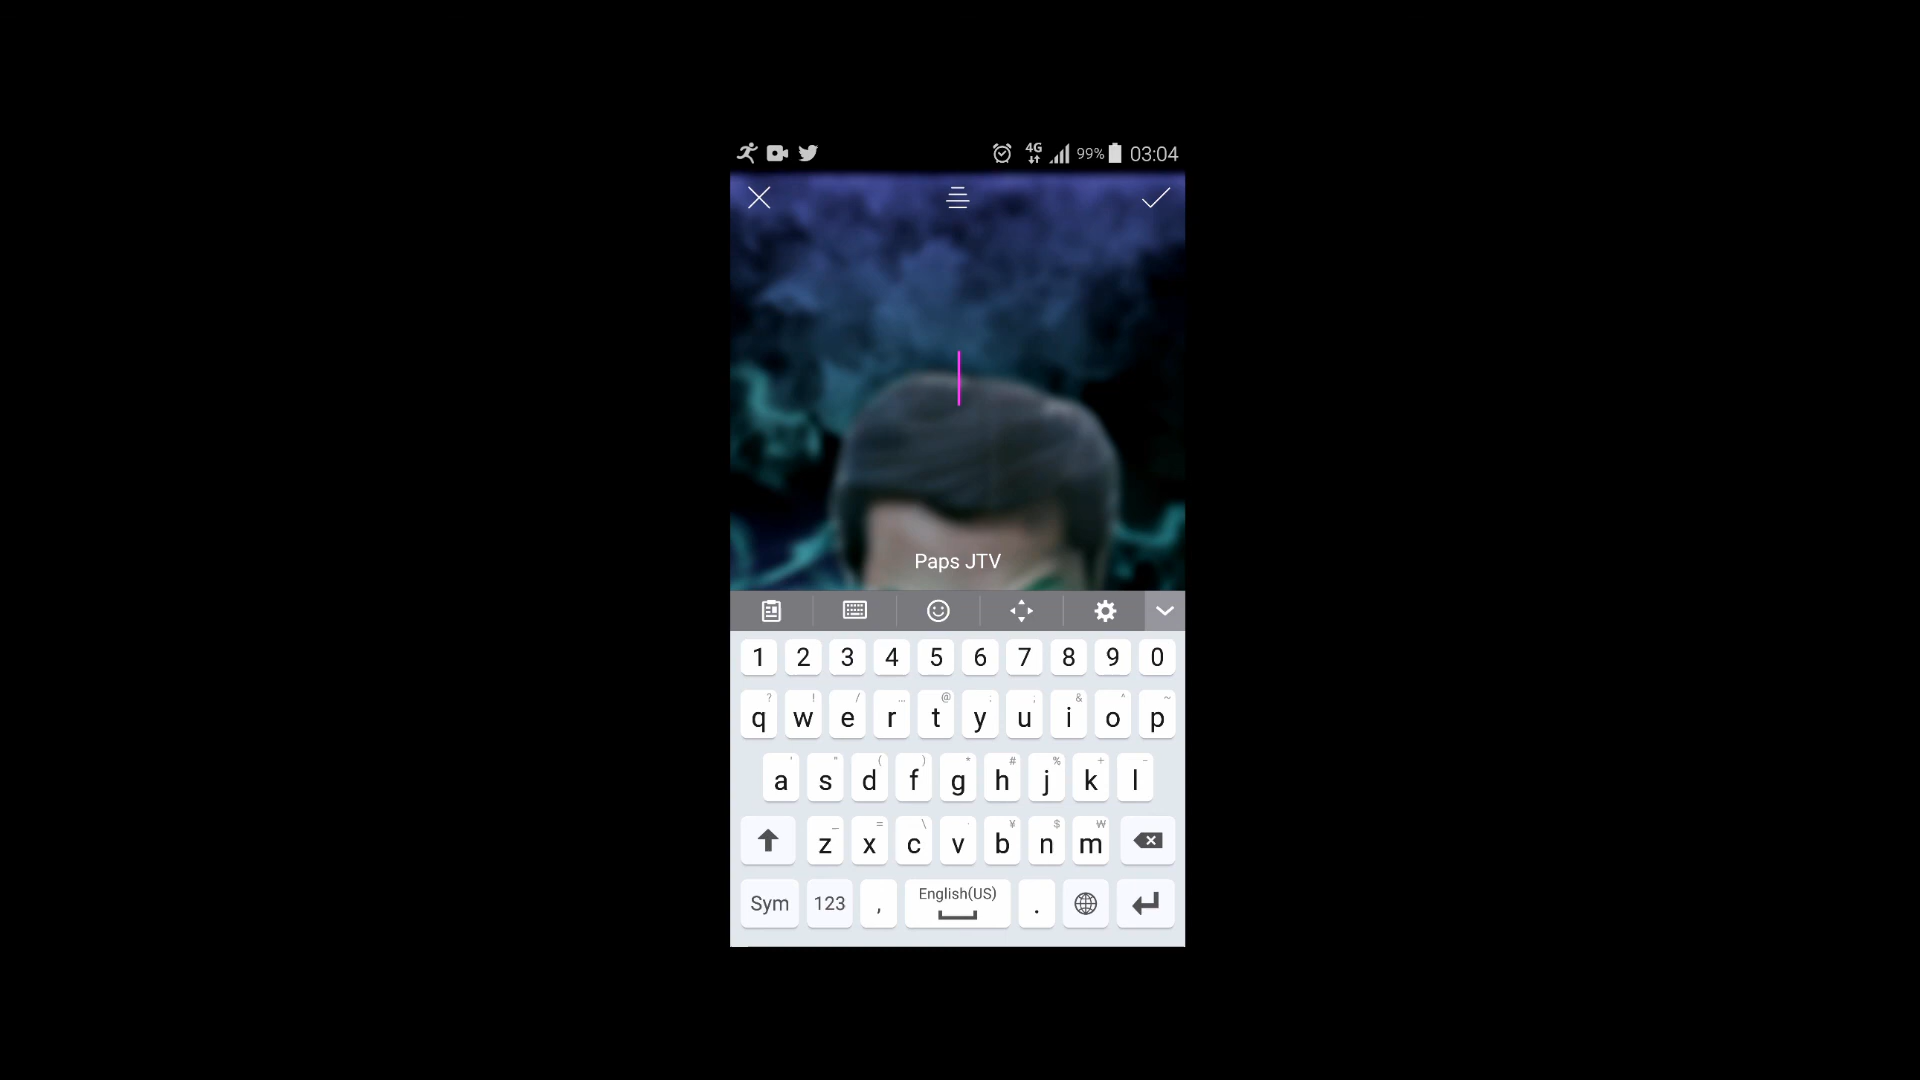 4G 99% 03:04
Paps JTV
1 2 3 4 5 6 7 8 9 0
q w e r t y u i o p
a s d f g h j k l
z x c v b n m
Sym 123 , English(US) .